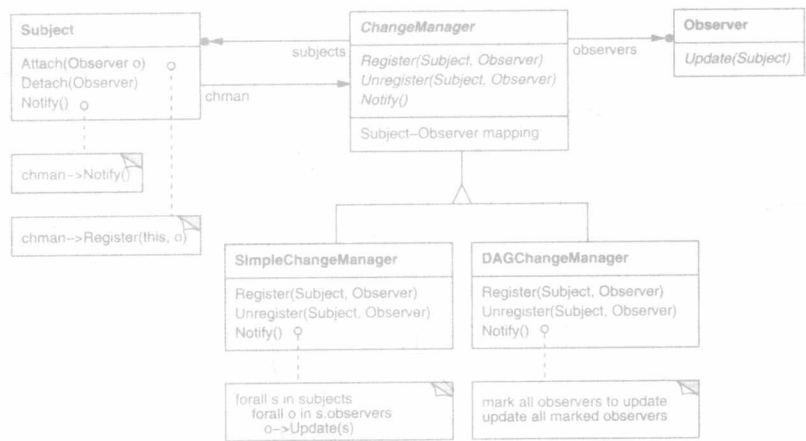 Subject
Attach(Observer o)
Detach(Observer)
Notify()
chman->Notify()
chman->Register(this, o)
subjects
chman
ChangeManager
Register(Subject, Observer)
Unregister(Subject, Observer)
Notify()
Subject-Observer mapping
observers
Observer
Update(Subject)
SimpleChangeManager
Register(Subject, Observer)
Unregister(Subject, Observer)
Notify()
forall s in subjects
forall o in s.observers
o->Update(s)
DAGChangeManager
Register(Subject, Observer)
Unregister(Subject, Observer)
Notify()
mark all observers to update
update all marked observers